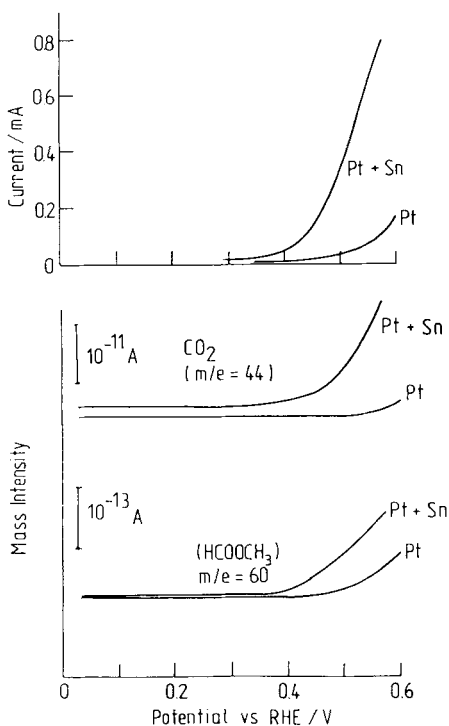 Current / mA
0.8
0.6
0.4
0.2
0
Pt + Sn
Pt
Mass Intensity
10⁻¹¹A
CO₂
(m/e = 44)
Pt + Sn
Pt
10⁻¹³A
(HCOOCH₃)
m/e = 60
Pt + Sn
Pt
0 0.2 0.4 0.6
Potential vs RHE / V